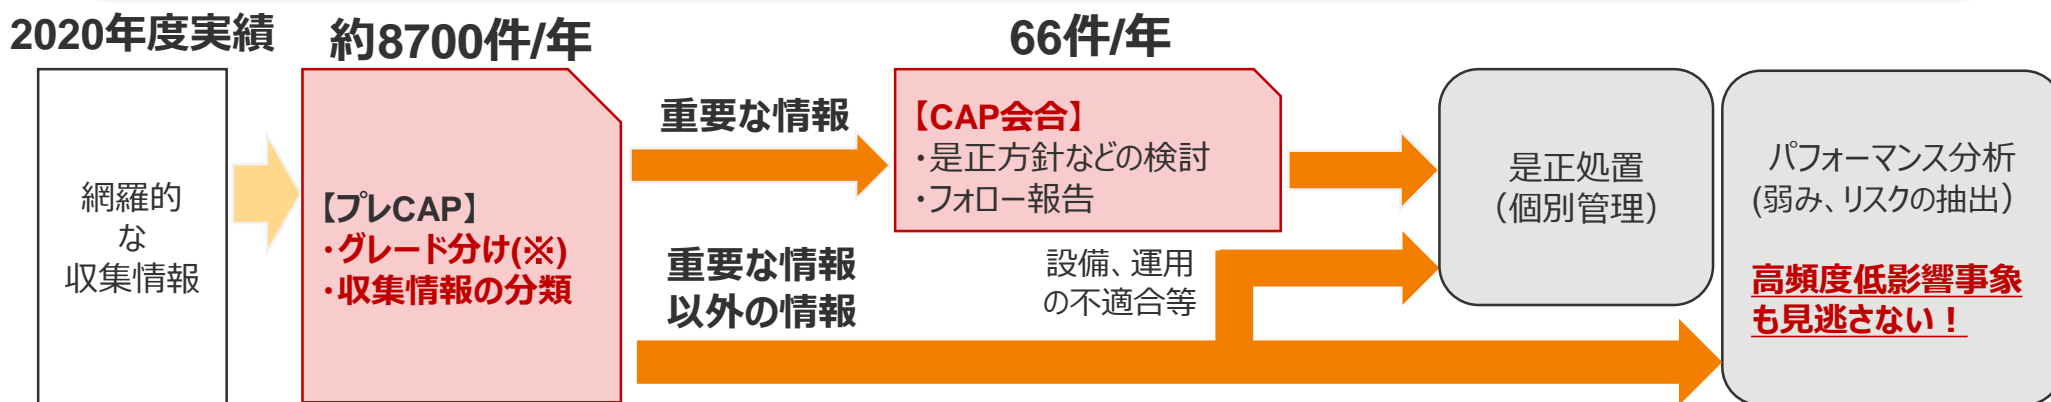 2020年度実績
約8700件/年
66件/年
網羅的
な
収集情報
【プレCAP】
・グレード分け(※)
・収集情報の分類
重要な情報
【CAP会合】
・是正方針などの検討
・フォロー報告
重要な情報
以外の情報
設備、運用
の不適合等
是正処置
（個別管理）
パフォーマンス分析
(弱み、リスクの抽出）
高頻度低影響事象
も見逃さない！